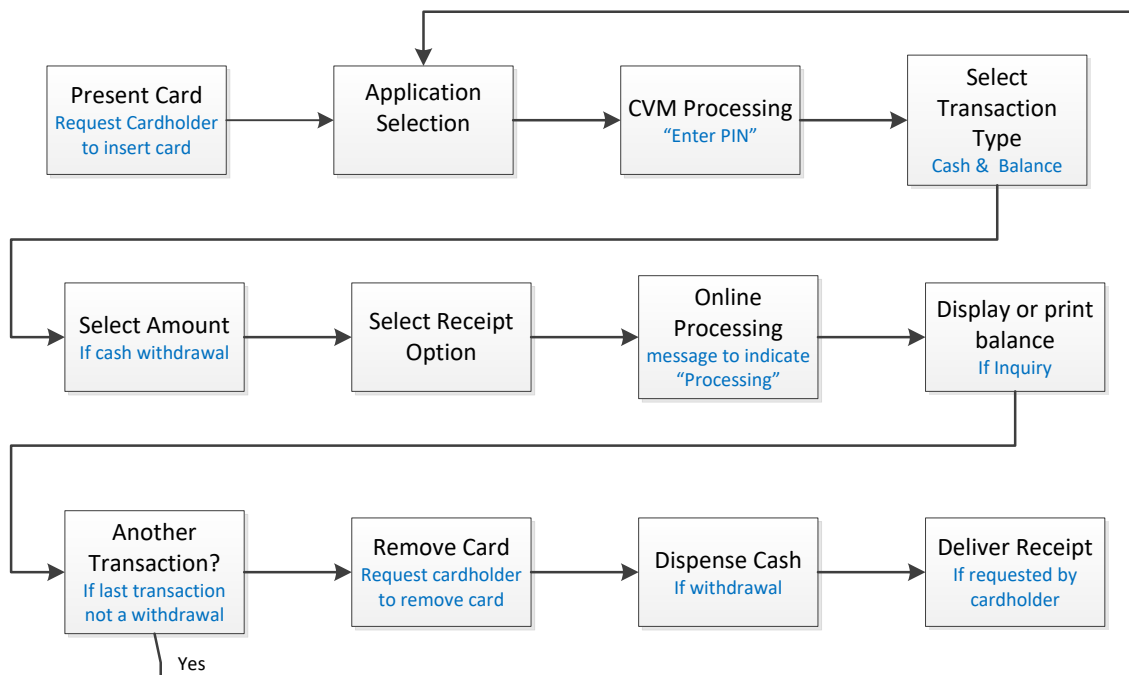 Present Card
Request Cardholder
to insert card
Application
Selection
CVM Processing
“Enter PIN”
Select
Transaction
Type
Cash & Balance
Select Amount
If cash withdrawal
Select Receipt
Option
Online
Processing
message to indicate
“Processing”
Display or print
balance
If Inquiry
Another
Transaction?
If last transaction
not a withdrawal
Remove Card
Request cardholder
to remove card
Dispense Cash
If withdrawal
Deliver Receipt
If requested by
cardholder
Yes